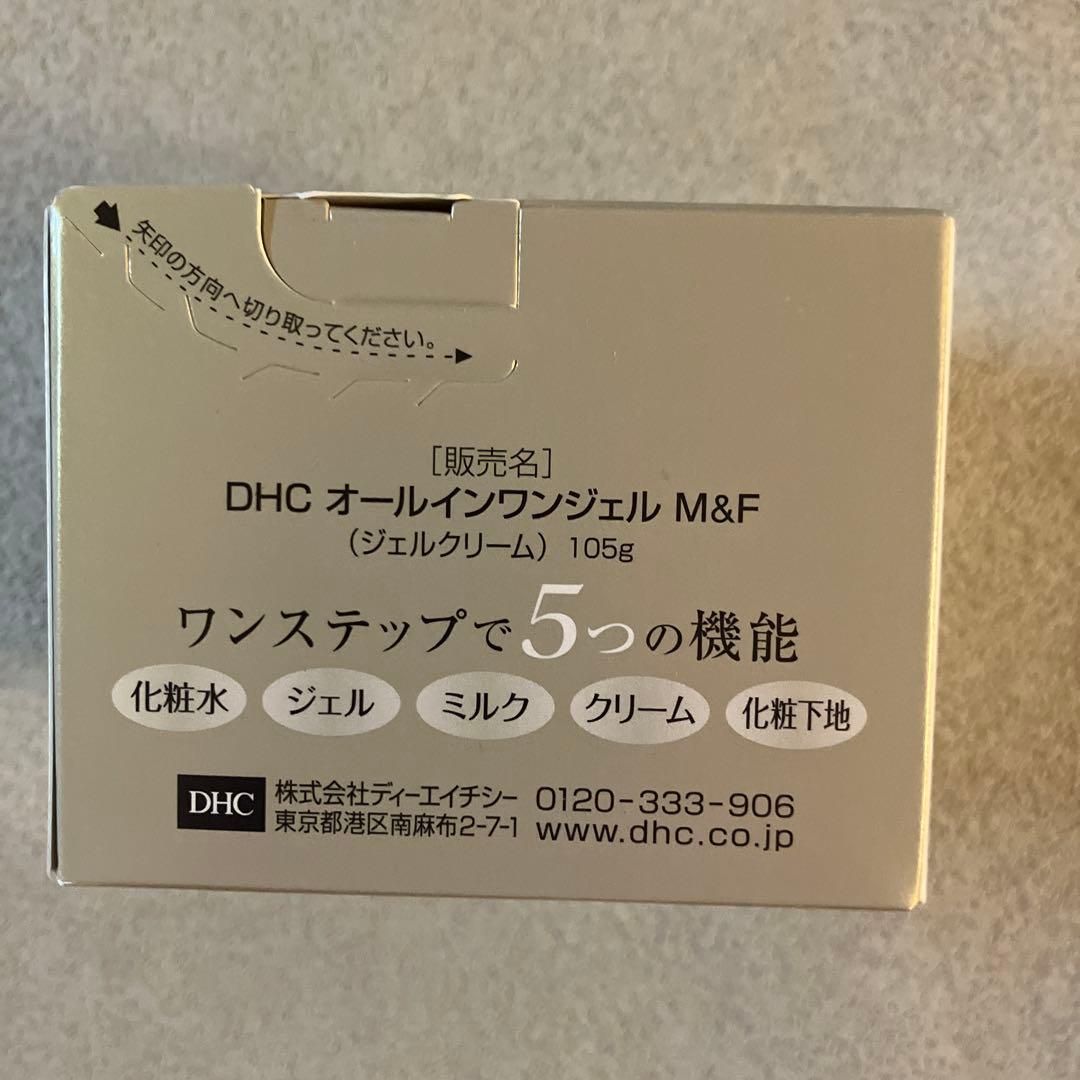 矢印の方向へ切り取ってください。
［販売名］
DHC オールインワンジェル M&F
（ジェルクリーム）105g
ワンステップで5つの機能
化粧水 ジェル ミルク クリーム 化粧下地
DHC 株式会社ディーエイチシー 0120-333-906
東京都港区南麻布2-7-1 www.dhc.co.jp